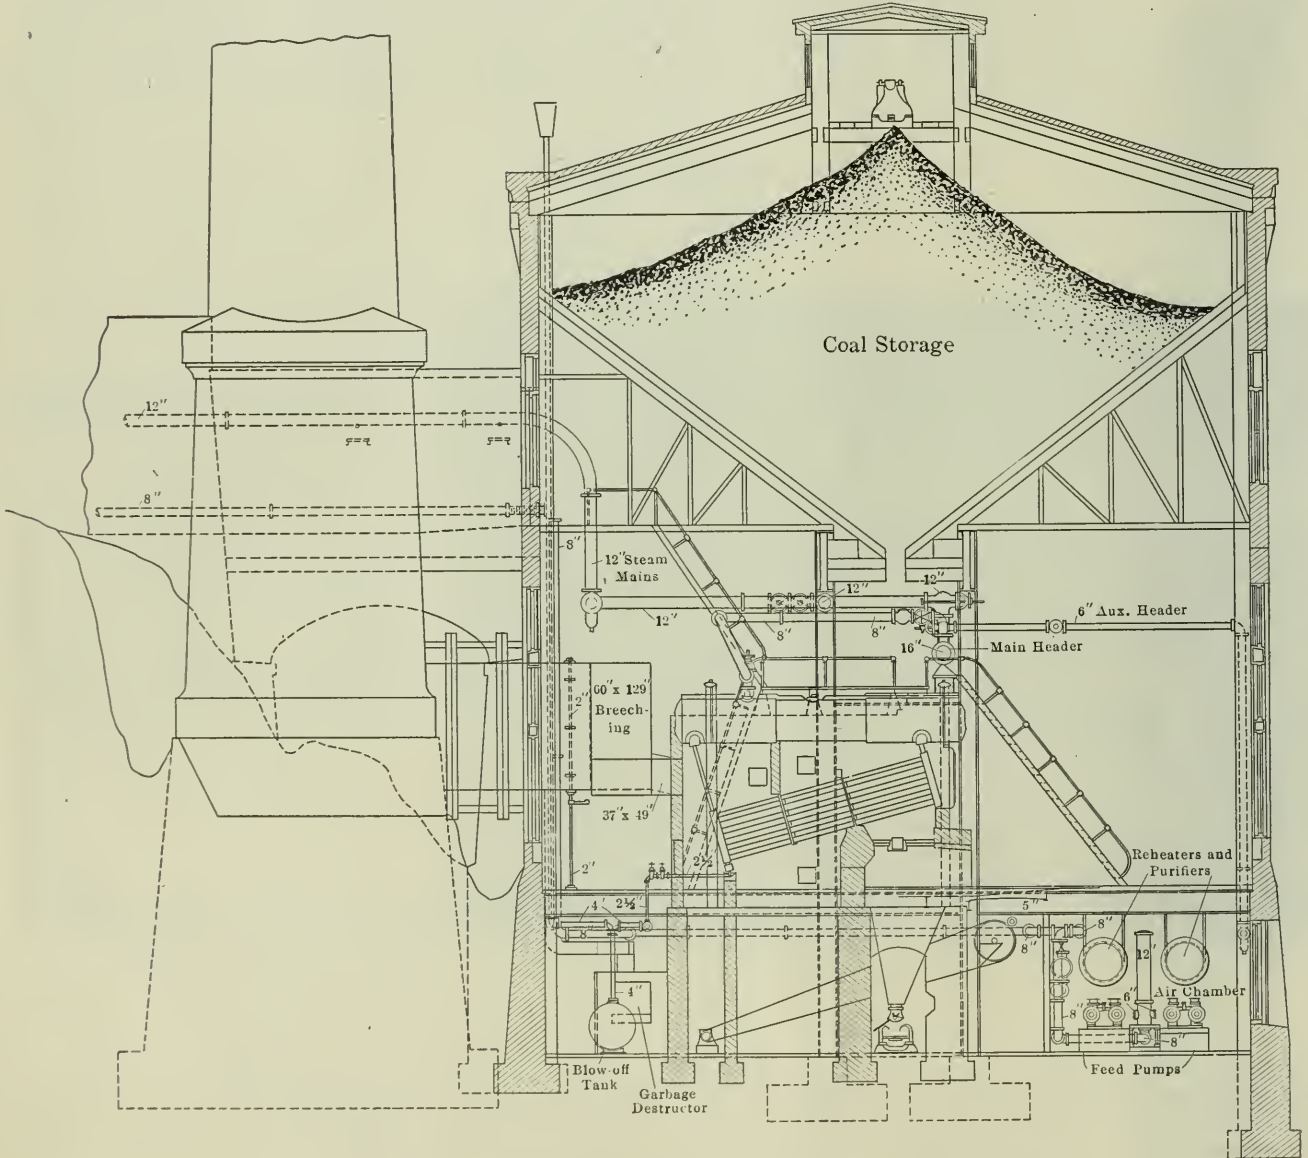 Coal Storage
12"
8"
8"
12" Steam
Mains
12"
12"
12"
8"
8"
6" Aux. Header
16"
Main Header
60" x 129"
Breech-
ing
2"
37" x 49"
2"
2½"
Reheaters and
Purifiers
4"
2½"
8"
5"
8"
8"
12"
4"
6"
Air Chamber
8"
8"
Blow-off
Tank
Garbage
Destructor
Feed Pumps